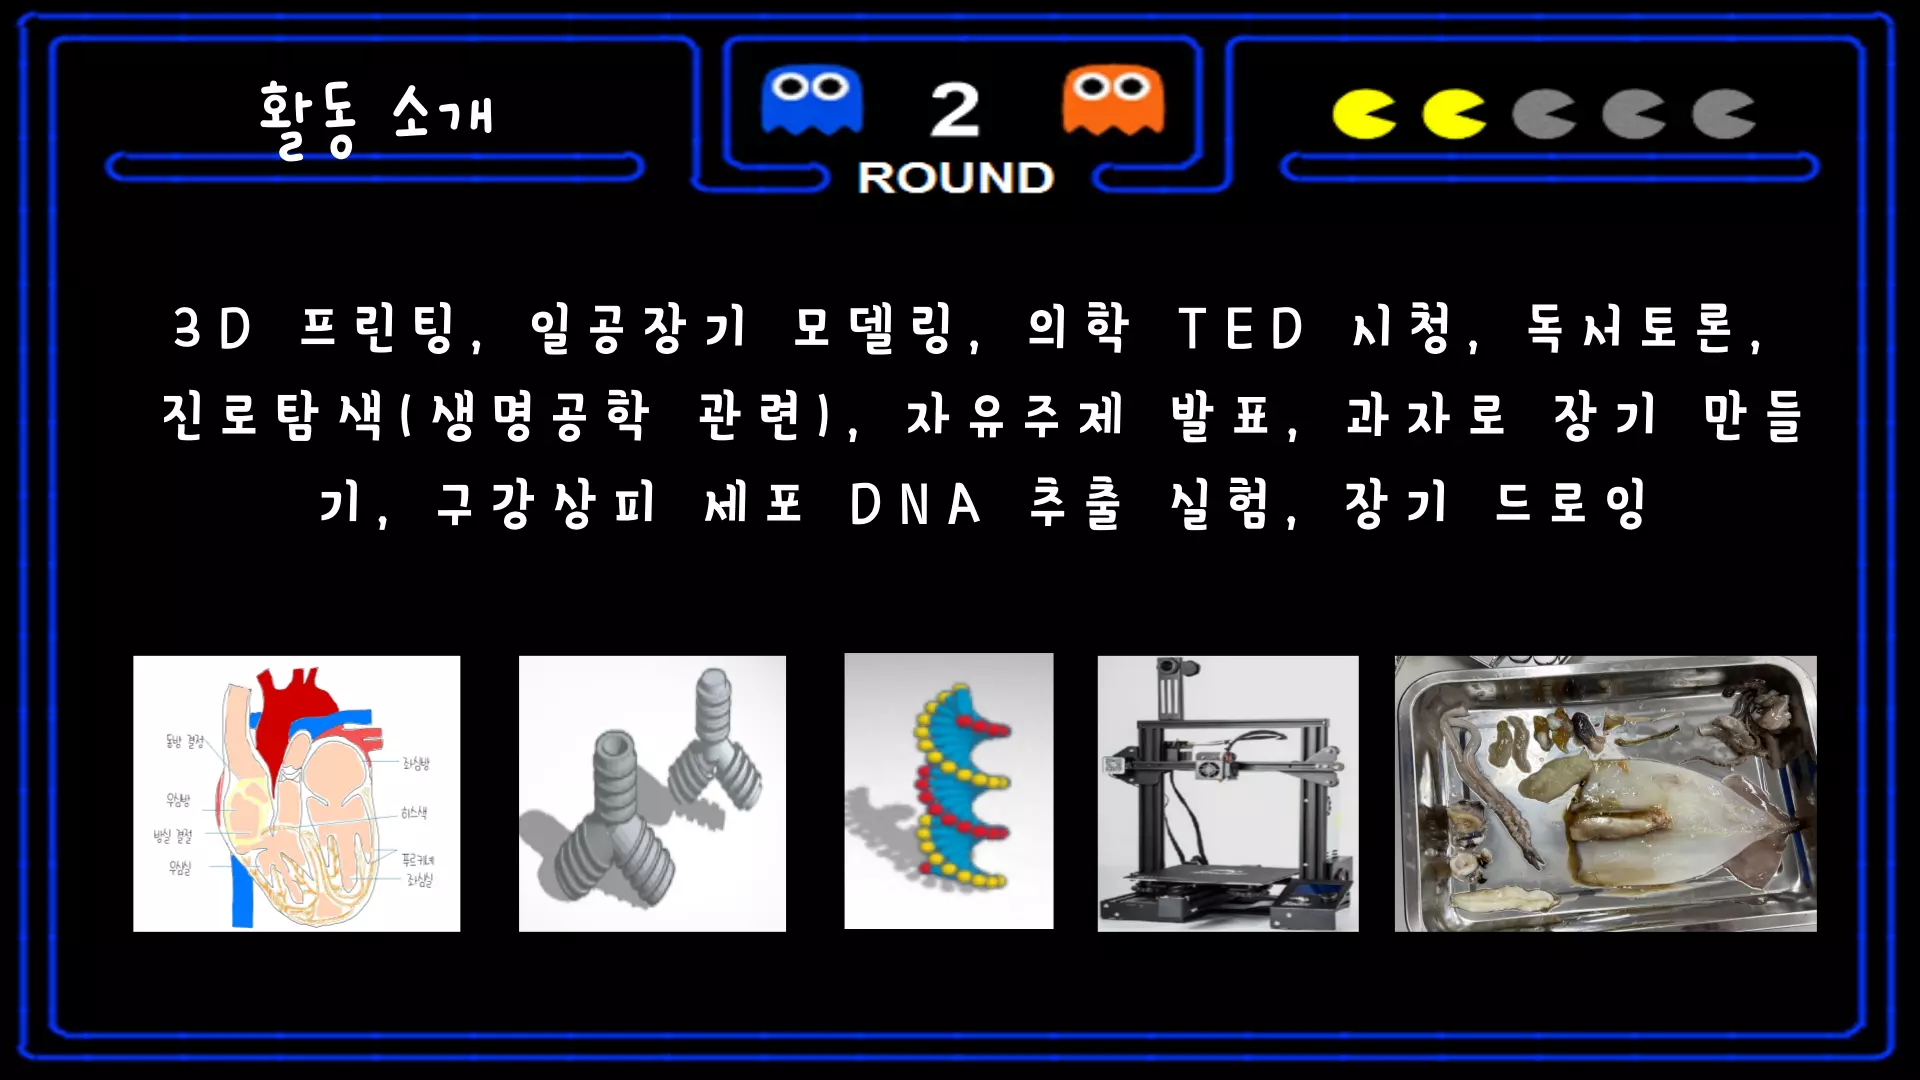 활동 소개
2
ROUND
3D 프린팅, 일공장기 모델링, 의학 TED 시청, 독서토론,
진로탐색(생명공학 관련), 자유주제 발표, 과자로 장기 만들
기, 구강상피 세포 DNA 추출 실험, 장기 드로잉
동방 결절
우심방
방실 결절
우심실
좌심방
히스색
푸르키녜
좌심실